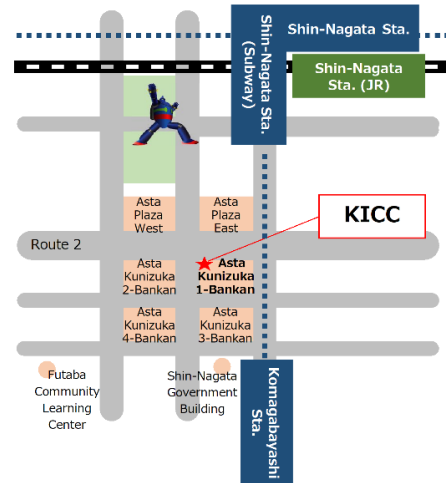 Shin-Nagata Sta.
Shin-Nagata Sta.
(Subway)
Shin-Nagata
Sta. (JR)
Asta
Plaza
West
Asta
Plaza
East
KICC
Route 2
Asta
Kunizuka
2-Bankan
Asta
Kunizuka
1-Bankan
Asta
Kunizuka
4-Bankan
Asta
Kunizuka
3-Bankan
Futaba
Community
Learning
Center
Shin-Nagata
Government
Building
Komagabayashi
Sta.